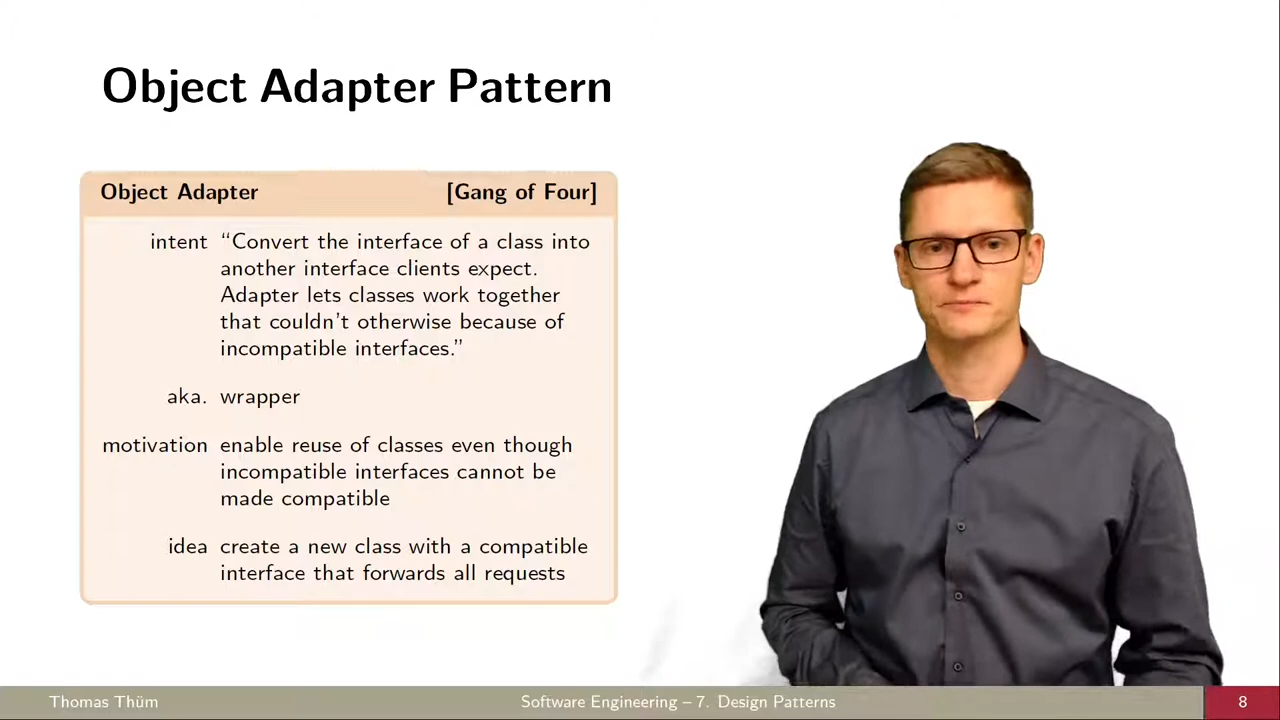 Object Adapter Pattern
Object Adapter [Gang of Four]
intent “Convert the interface of a class into
another interface clients expect.
Adapter lets classes work together
that couldn't otherwise because of
incompatible interfaces.”
aka. wrapper
motivation enable reuse of classes even though
incompatible interfaces cannot be
made compatible
idea create a new class with a compatible
interface that forwards all requests
Thomas Thüm Software Engineering – 7. Design Patterns 8